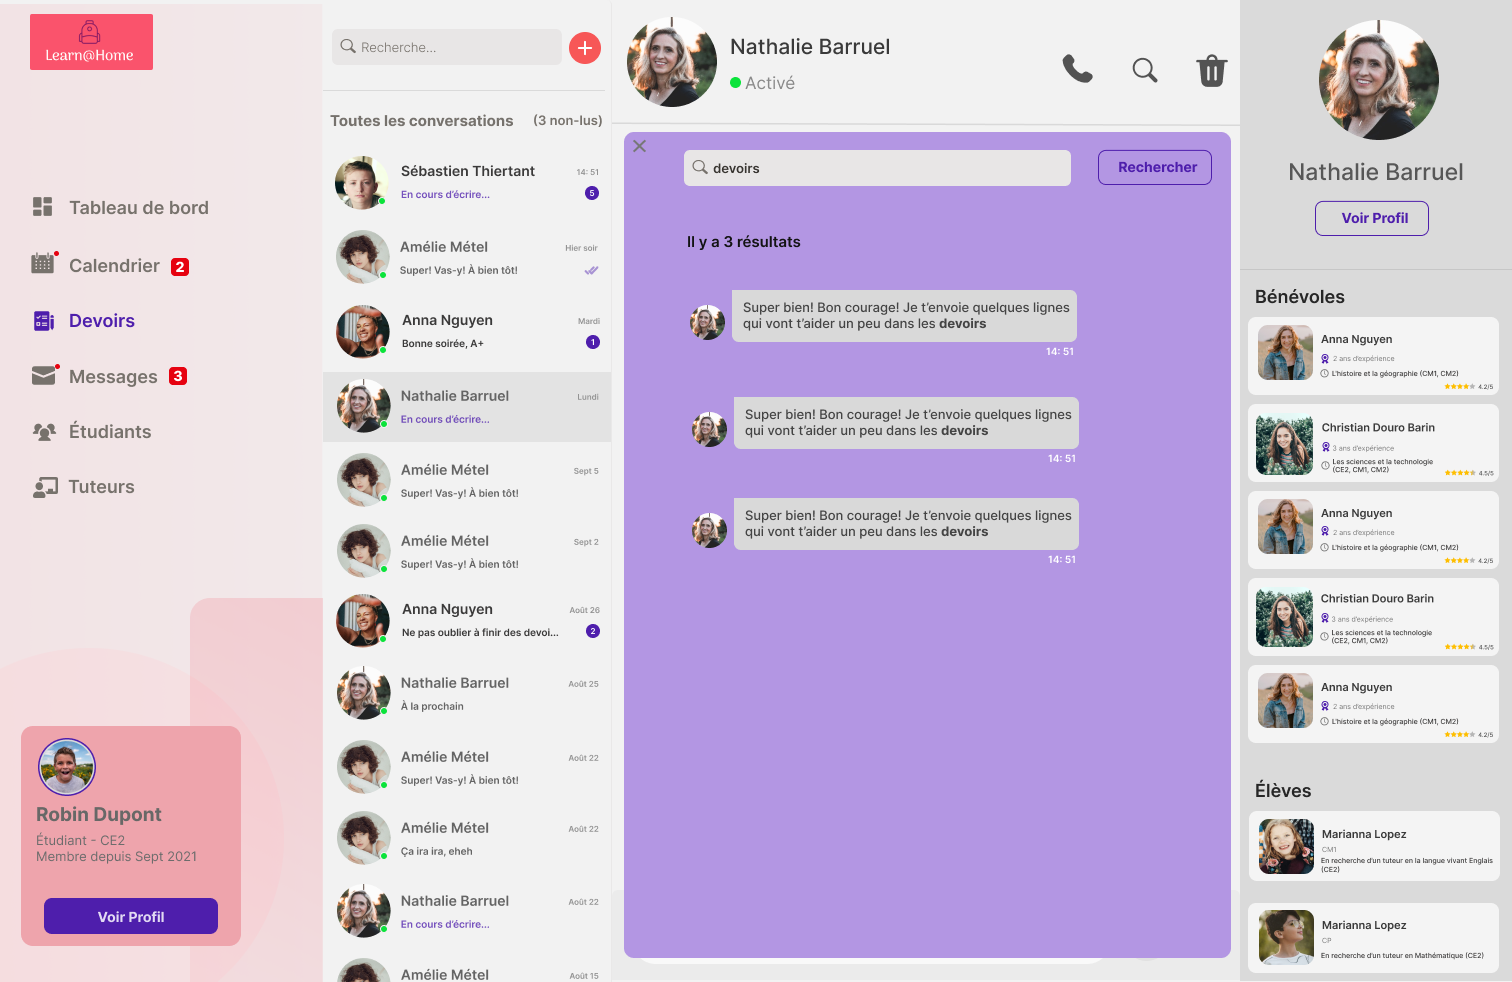 Learn@Home
Tableau de bord
Calendrier 2
Devoirs
Messages 3
Étudiants
Tuteurs
Robin Dupont
Étudiant - CE2
Membre depuis Sept 2021
Voir Profil
Recherche...
Toutes les conversations (3 non-lus)
Sébastien Thiertant 14: 51
En cours d'écrire... 5
Amélie Métel Hier soir
Super! Vas-y! À bien tôt!
Anna Nguyen Mardi
Bonne soirée, A+ 1
Nathalie Barruel Lundi
En cours d'écrire...
Amélie Métel Sept 5
Super! Vas-y! À bien tôt!
Amélie Métel Sept 2
Super! Vas-y! À bien tôt!
Anna Nguyen Août 26
Ne pas oublier à finir des devoi... 2
Nathalie Barruel Août 25
À la prochain
Amélie Métel Août 22
Super! Vas-y! À bien tôt!
Amélie Métel Août 22
Ça ira ira, eheh
Nathalie Barruel Août 22
En cours d'écrire...
Amélie Métel Août 15
Nathalie Barruel
Activé
devoirs
Rechercher
Il y a 3 résultats
Super bien! Bon courage! Je t'envoie quelques lignes
qui vont t'aider un peu dans les devoirs
14: 51
Super bien! Bon courage! Je t'envoie quelques lignes
qui vont t'aider un peu dans les devoirs
14: 51
Super bien! Bon courage! Je t'envoie quelques lignes
qui vont t'aider un peu dans les devoirs
14: 51
Nathalie Barruel
Voir Profil
Bénévoles
Anna Nguyen
2 ans d'expérience
L'histoire et la géographie (CM1, CM2)
4.2/5
Christian Douro Barin
3 ans d'expérience
Les sciences et la technologie
(CE2, CM1, CM2)
4.5/5
Anna Nguyen
2 ans d'expérience
L'histoire et la géographie (CM1, CM2)
4.2/5
Christian Douro Barin
3 ans d'expérience
Les sciences et la technologie
(CE2, CM1, CM2)
4.5/5
Anna Nguyen
2 ans d'expérience
L'histoire et la géographie (CM1, CM2)
4.2/5
Élèves
Marianna Lopez
CM1
En recherche d'un tuteur en la langue vivant Englais
(CE2)
Marianna Lopez
CP
En recherche d'un tuteur en Mathématique (CE2)